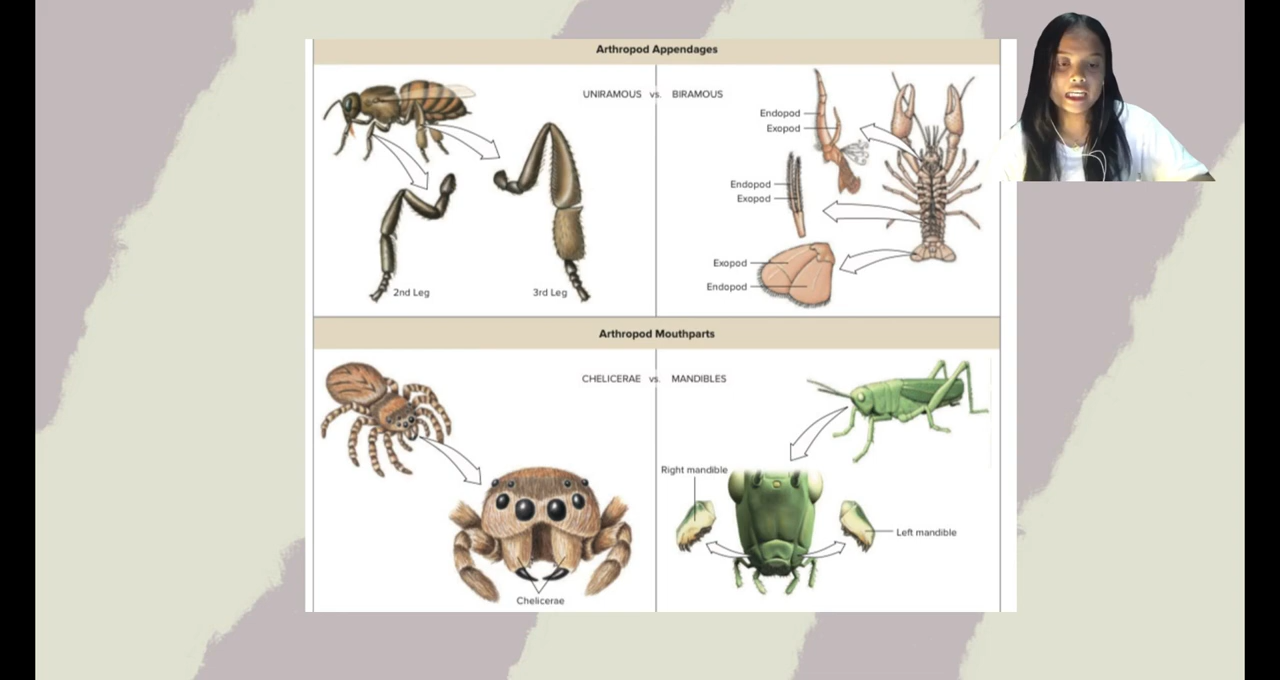 Arthropod Appendages
UNIRAMOUS vs. BIRAMOUS
Endopod
Exopod
Endopod
Exopod
Exopod
Endopod
2nd Leg
3rd Leg
Arthropod Mouthparts
CHELICERAE vs. MANDIBLES
Right mandible
Left mandible
Chelicerae